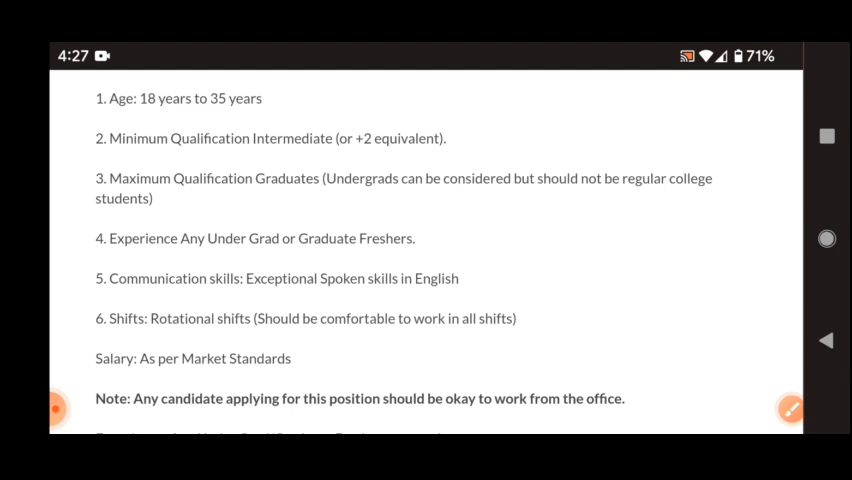 4:27
71%
1. Age: 18 years to 35 years
2. Minimum Qualification Intermediate (or +2 equivalent).
3. Maximum Qualification Graduates (Undergrads can be considered but should not be regular college
students)
4. Experience Any Under Grad or Graduate Freshers.
5. Communication skills: Exceptional Spoken skills in English
6. Shifts: Rotational shifts (Should be comfortable to work in all shifts)
Salary: As per Market Standards
Note: Any candidate applying for this position should be okay to work from the office.